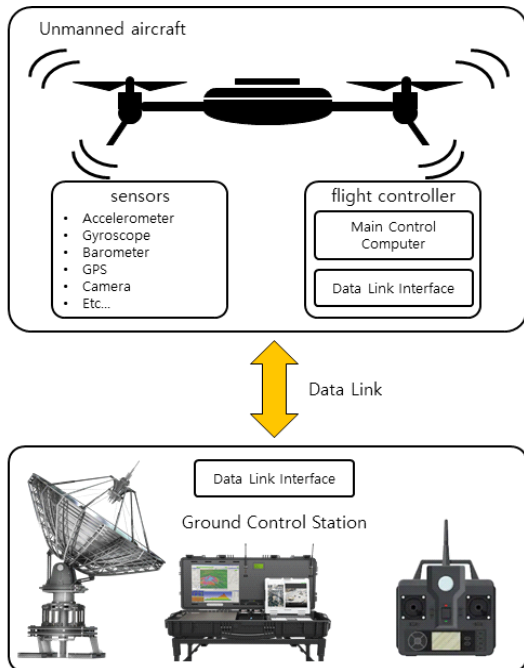 Unmanned aircraft
sensors
• Accelerometer
• Gyroscope
• Barometer
• GPS
• Camera
• Etc...
flight controller
Main Control
Computer
Data Link Interface
Data Link
Data Link Interface
Ground Control Station